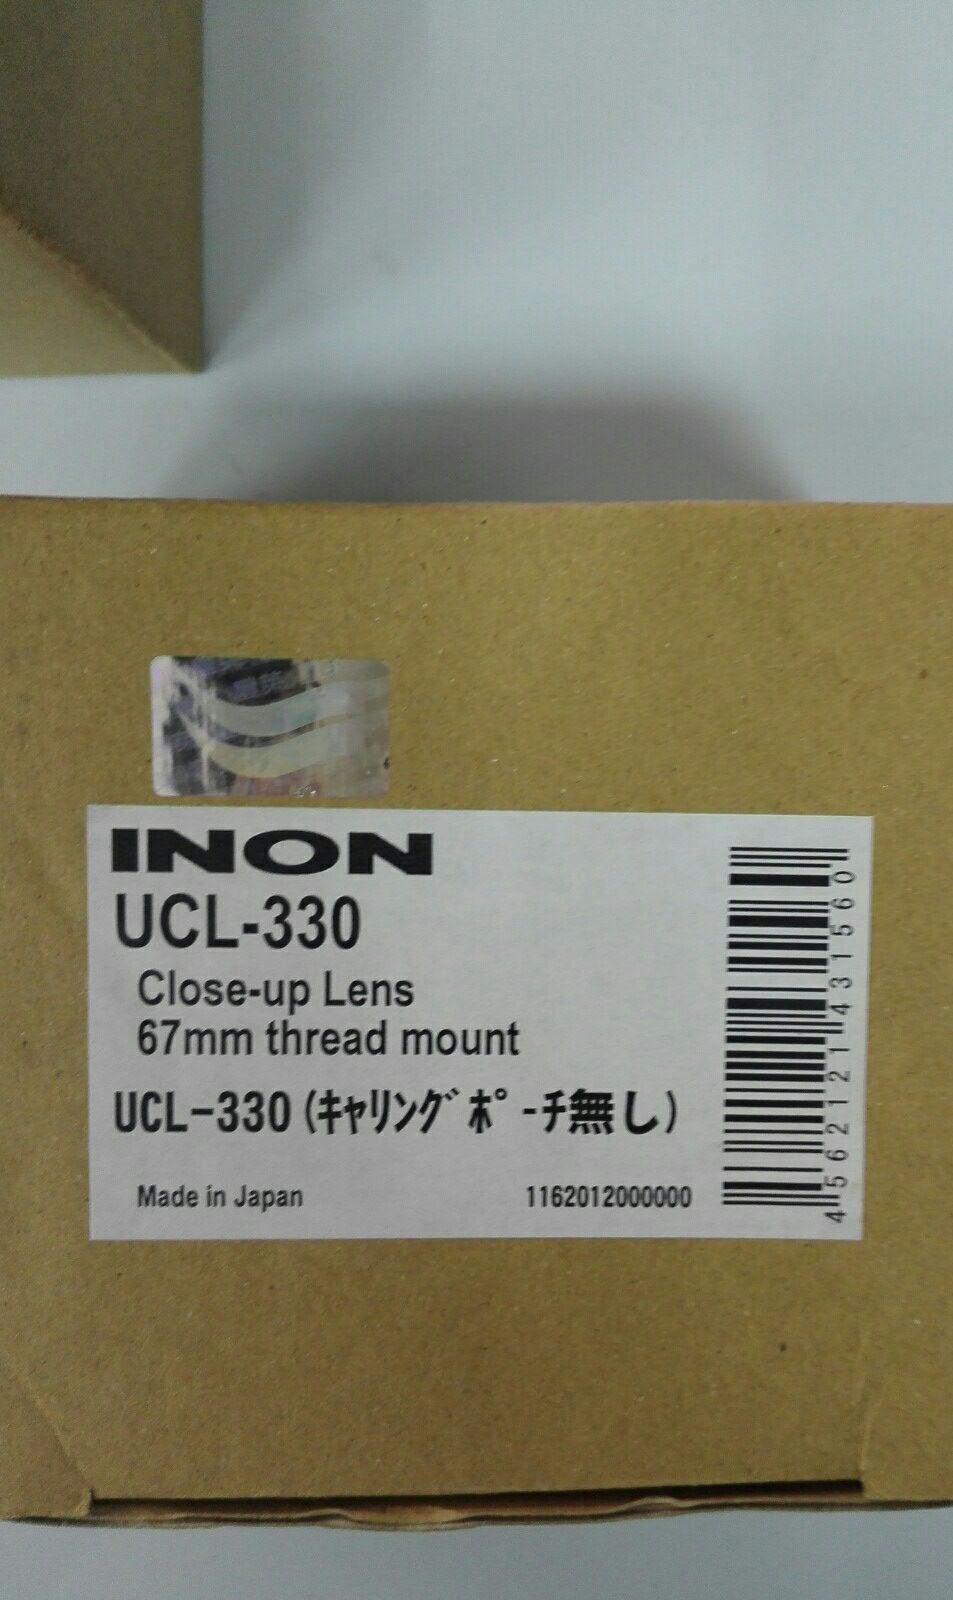 INON
UCL-330
Close-up Lens
67mm thread mount
UCL-330 (ｷｬﾘﾝｸﾞﾎﾟｰﾁ無し)
Made in Japan
1162012000000
4562121431560